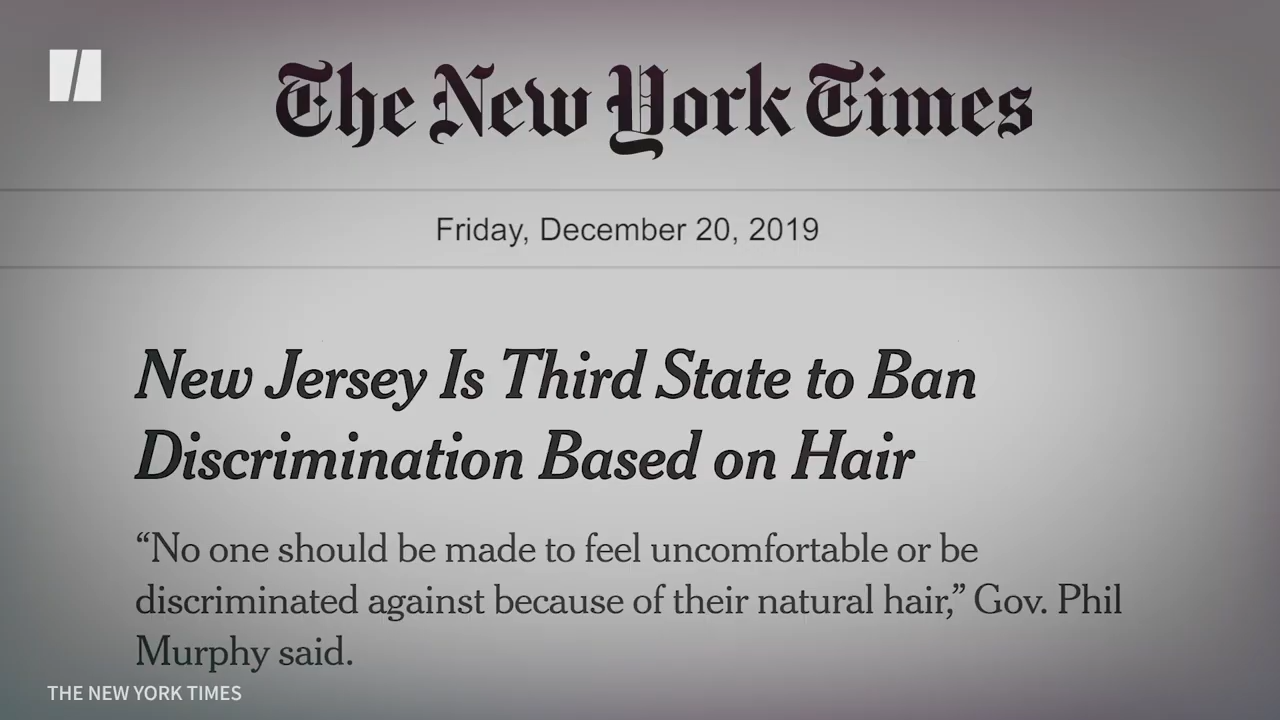 The New York Times
Friday, December 20, 2019
New Jersey Is Third State to Ban
Discrimination Based on Hair
“No one should be made to feel uncomfortable or be
discriminated against because of their natural hair,” Gov. Phil
Murphy said.
THE NEW YORK TIMES